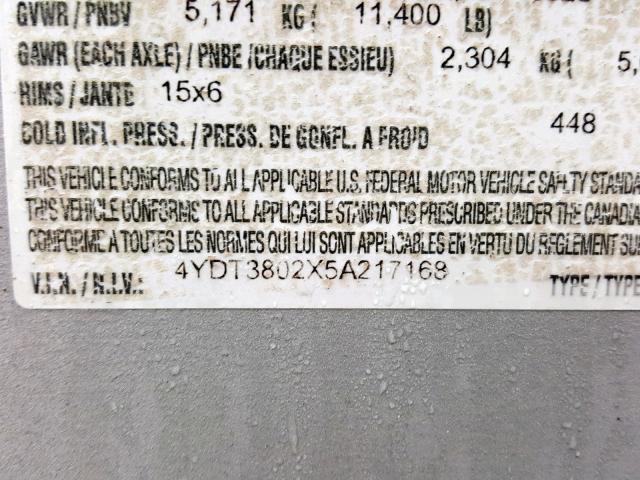 GVWR / PNBV 5,171 KG ( 11,400 LB)
GAWR (EACH AXLE) / PNBE (CHAQUE ESSIEU) 2,304 KG (
RIMS / JANTE 15x6
COLD INFL. PRESS. / PRESS. DE GONFL. A FROID 448
THIS VEHICLE CONFORMS TO ALL APPLICABLE U.S. FEDERAL MOTOR VEHICLE SAFETY STANDA
THIS VEHICLE CONFORMS TO ALL APPLICABLE STANDARDS PRESCRIBED UNDER THE CANADIA
CONFORME A TOUTES LES NORMES QUI LUI SONT APPLICABLES EN VERTU DU REGLEMENT SUR
V.I.N. / N.I.V.: 4YDT3802X5A217168 TYPE / TYPE